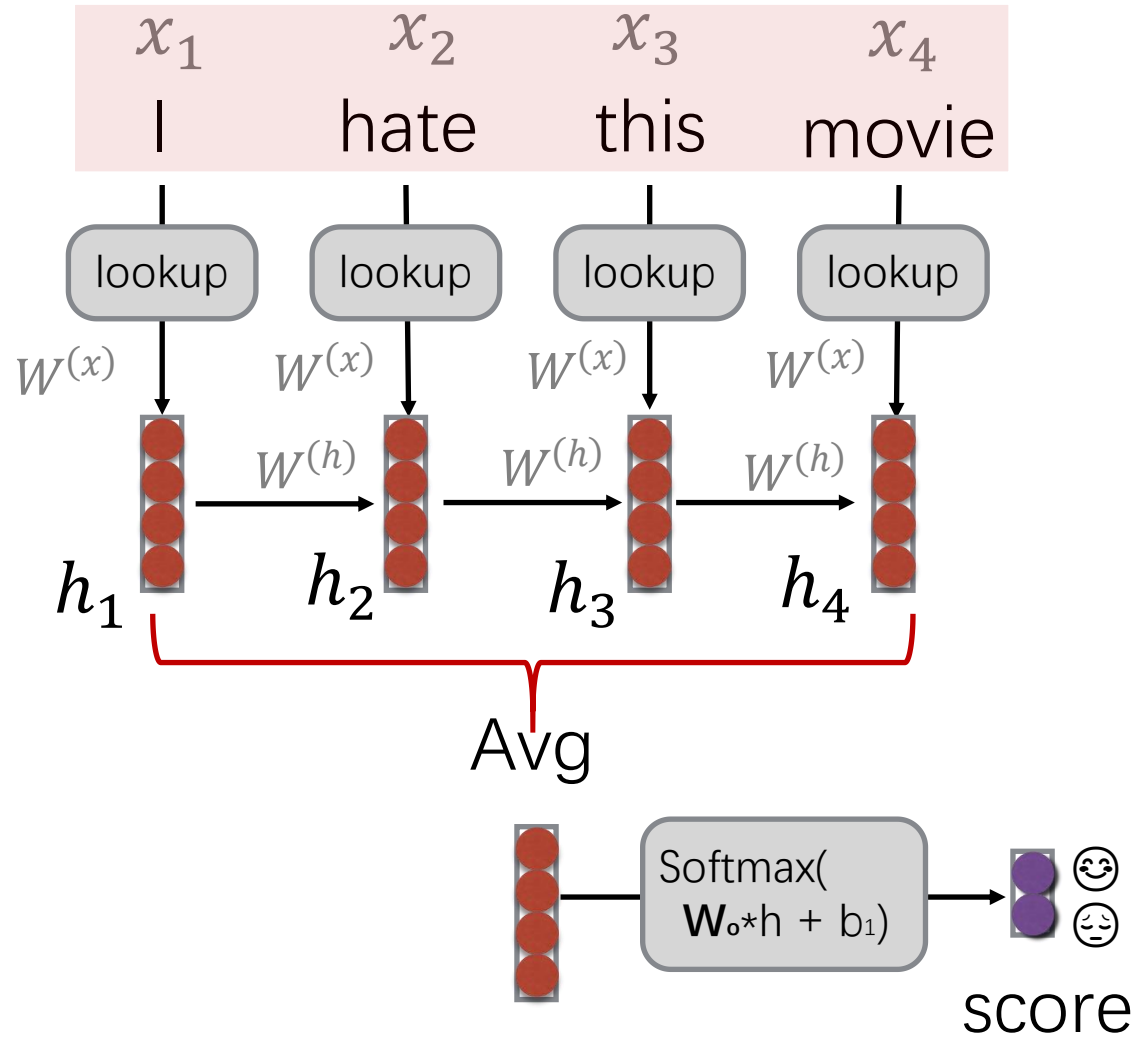 x₁ x₂ x₃ x₄
I hate this movie
lookup lookup lookup lookup
W⁽ˣ⁾ W⁽ˣ⁾ W⁽ˣ⁾ W⁽ˣ⁾
W⁽ʰ⁾ W⁽ʰ⁾ W⁽ʰ⁾
h₁ h₂ h₃ h₄
Avg
Softmax(
Wₒ*h + b₁)
score